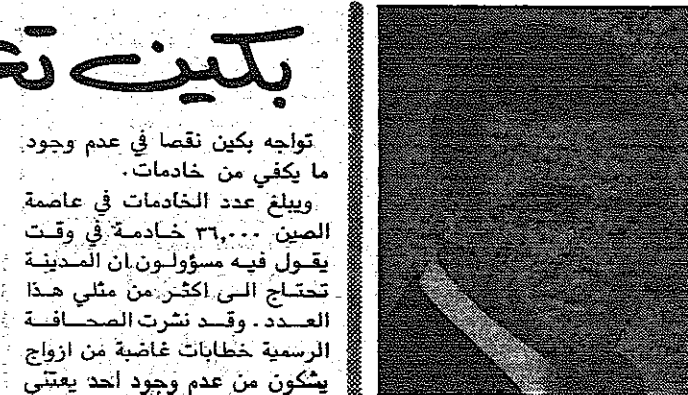 بكين
تواجه بكين نقصا في عدم وجود
ما يكفي من خادمات.
ويبلغ عدد الخادمات في عاصمة
الصين ٣٦,٠٠٠ خادمة في وقت
يقول فيه مسؤولون ان المدينة
تحتاج الى اكثر من مثلي هذا
العدد. وقد نشرت الصحافة
الرسمية خطابات غاضبة من ازواج
يشكون من عدم وجود احد يعتني